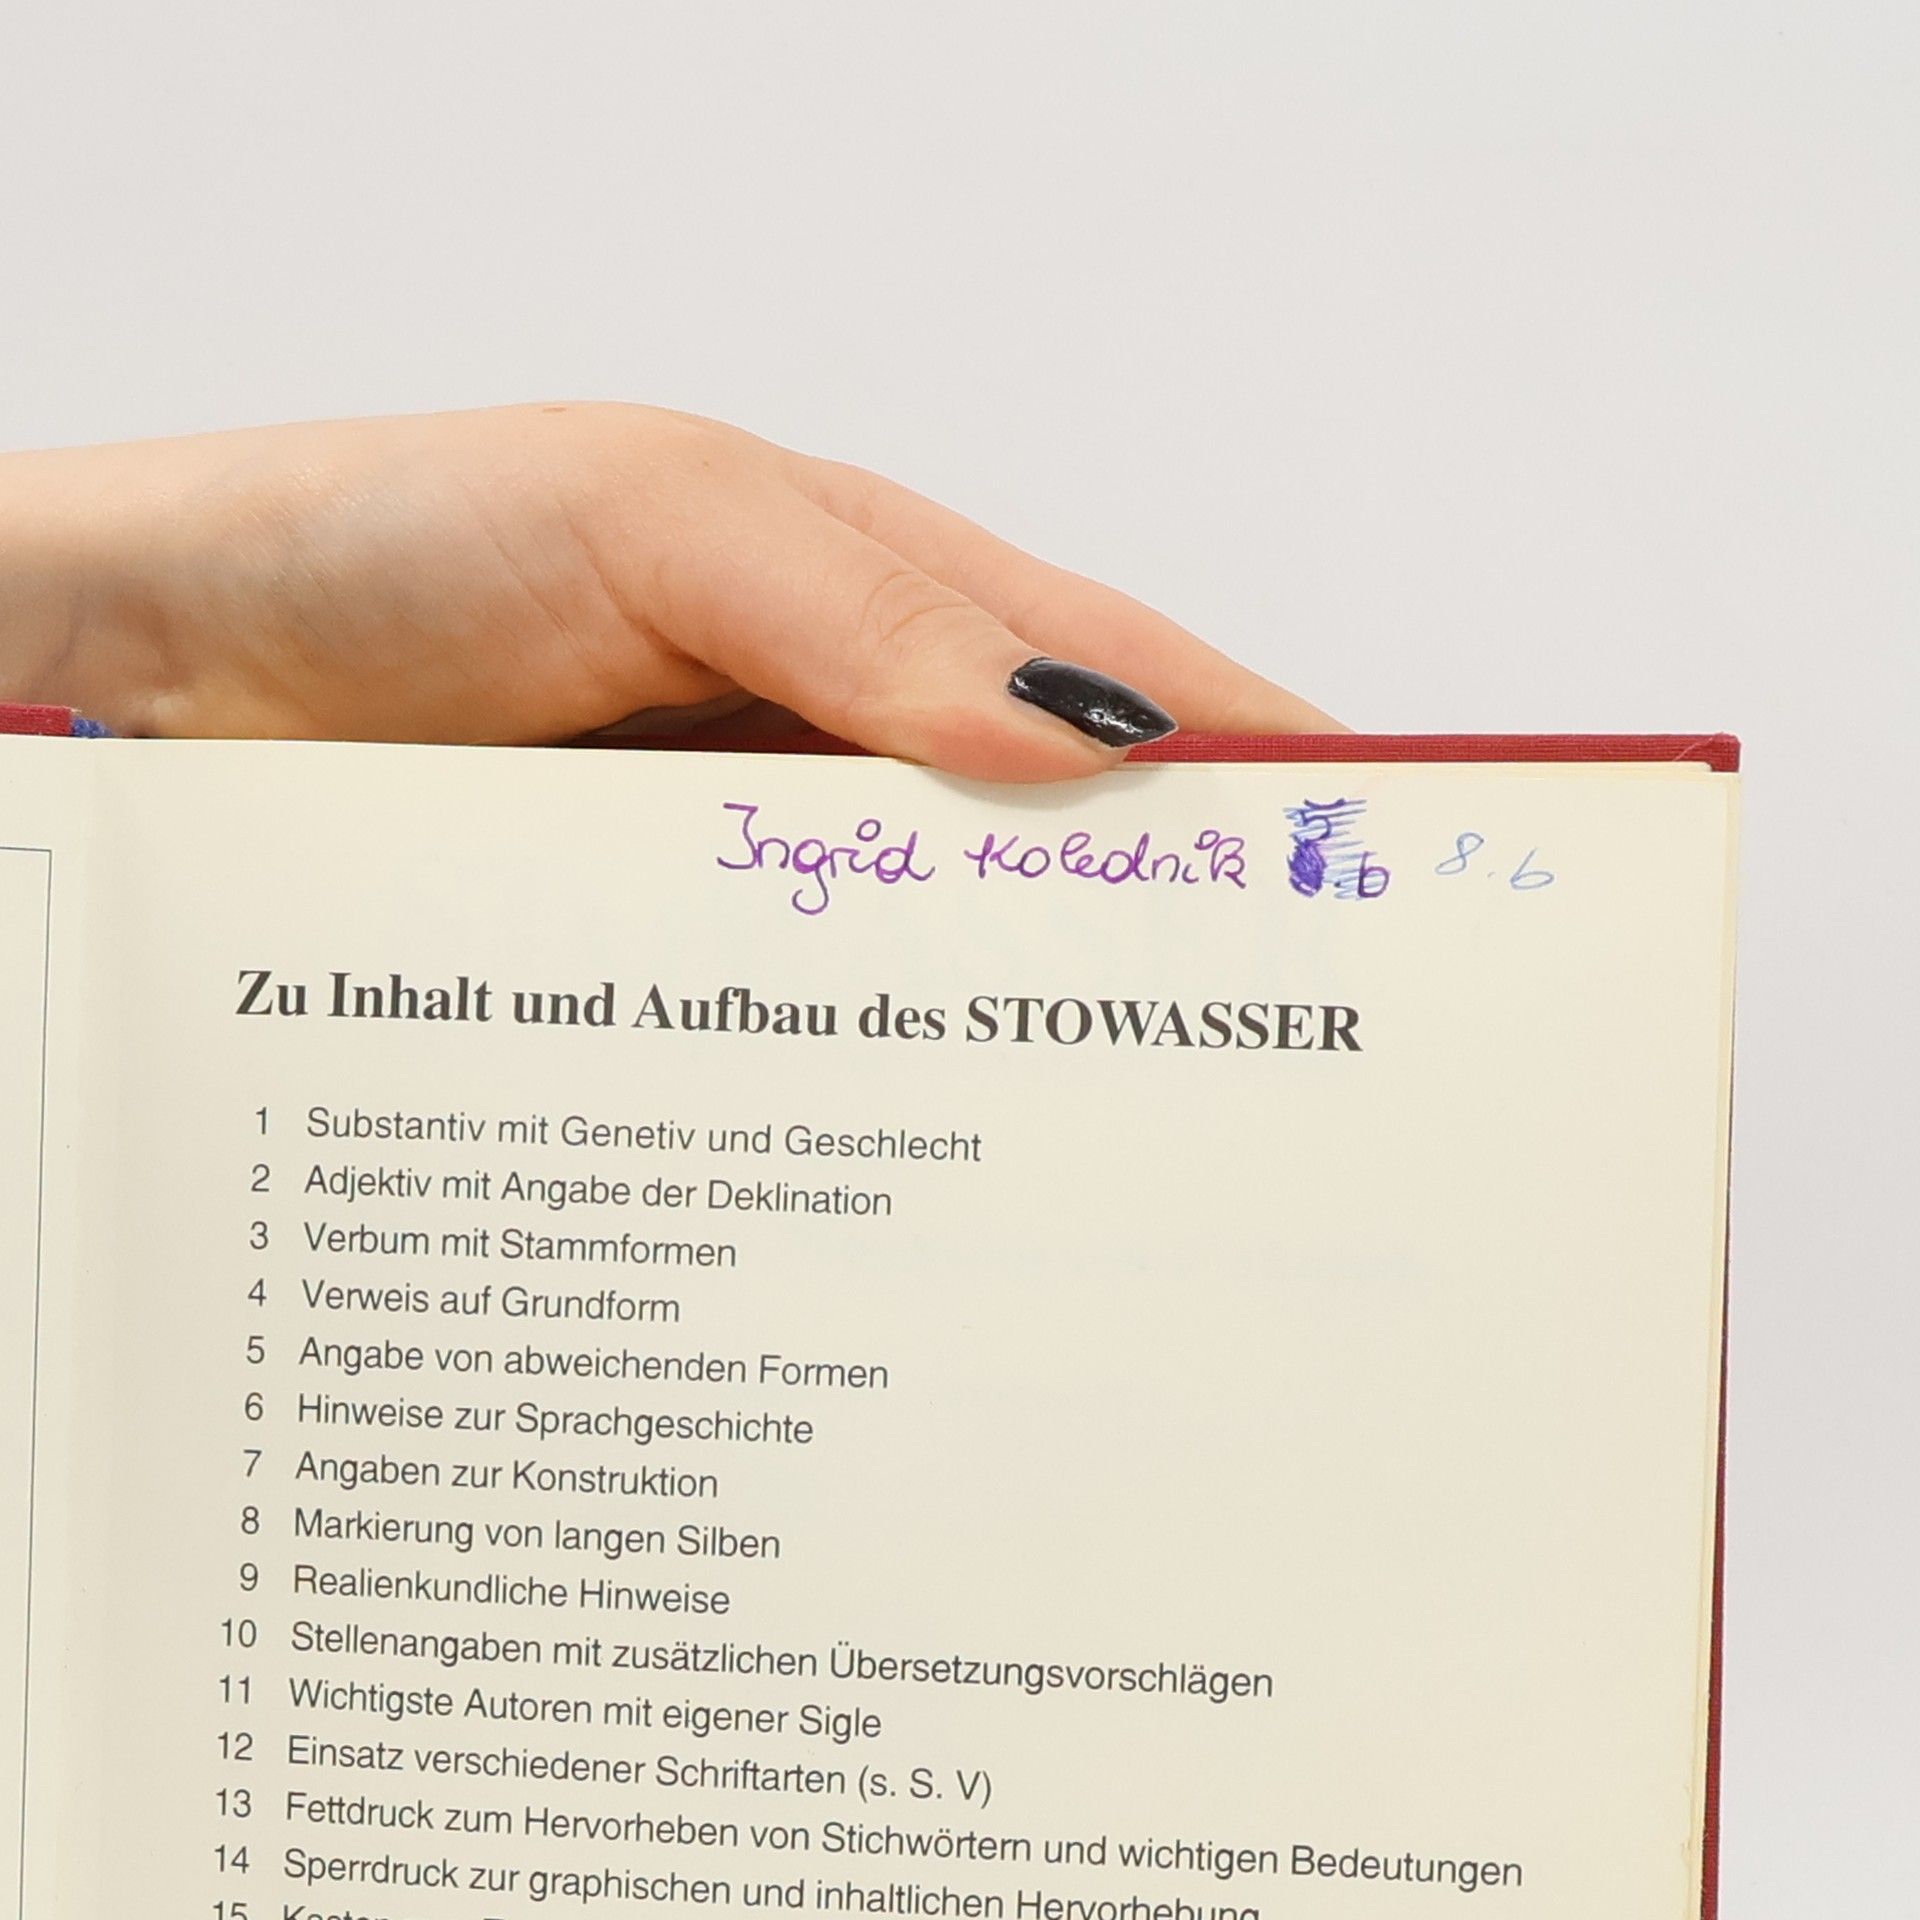 Ingrid Kolednik 8.b
Zu Inhalt und Aufbau des STOWASSER
1 Substantiv mit Genetiv und Geschlecht
2 Adjektiv mit Angabe der Deklination
3 Verbum mit Stammformen
4 Verweis auf Grundform
5 Angabe von abweichenden Formen
6 Hinweise zur Sprachgeschichte
7 Angaben zur Konstruktion
8 Markierung von langen Silben
9 Realienkundliche Hinweise
10 Stellenangaben mit zusätzlichen Übersetzungsvorschlägen
11 Wichtigste Autoren mit eigener Sigle
12 Einsatz verschiedener Schriftarten (s. S. V)
13 Fettdruck zum Hervorheben von Stichwörtern und wichtigen Bedeutungen
14 Sperrdruck zur graphischen und inhaltlichen Hervorhebung
15